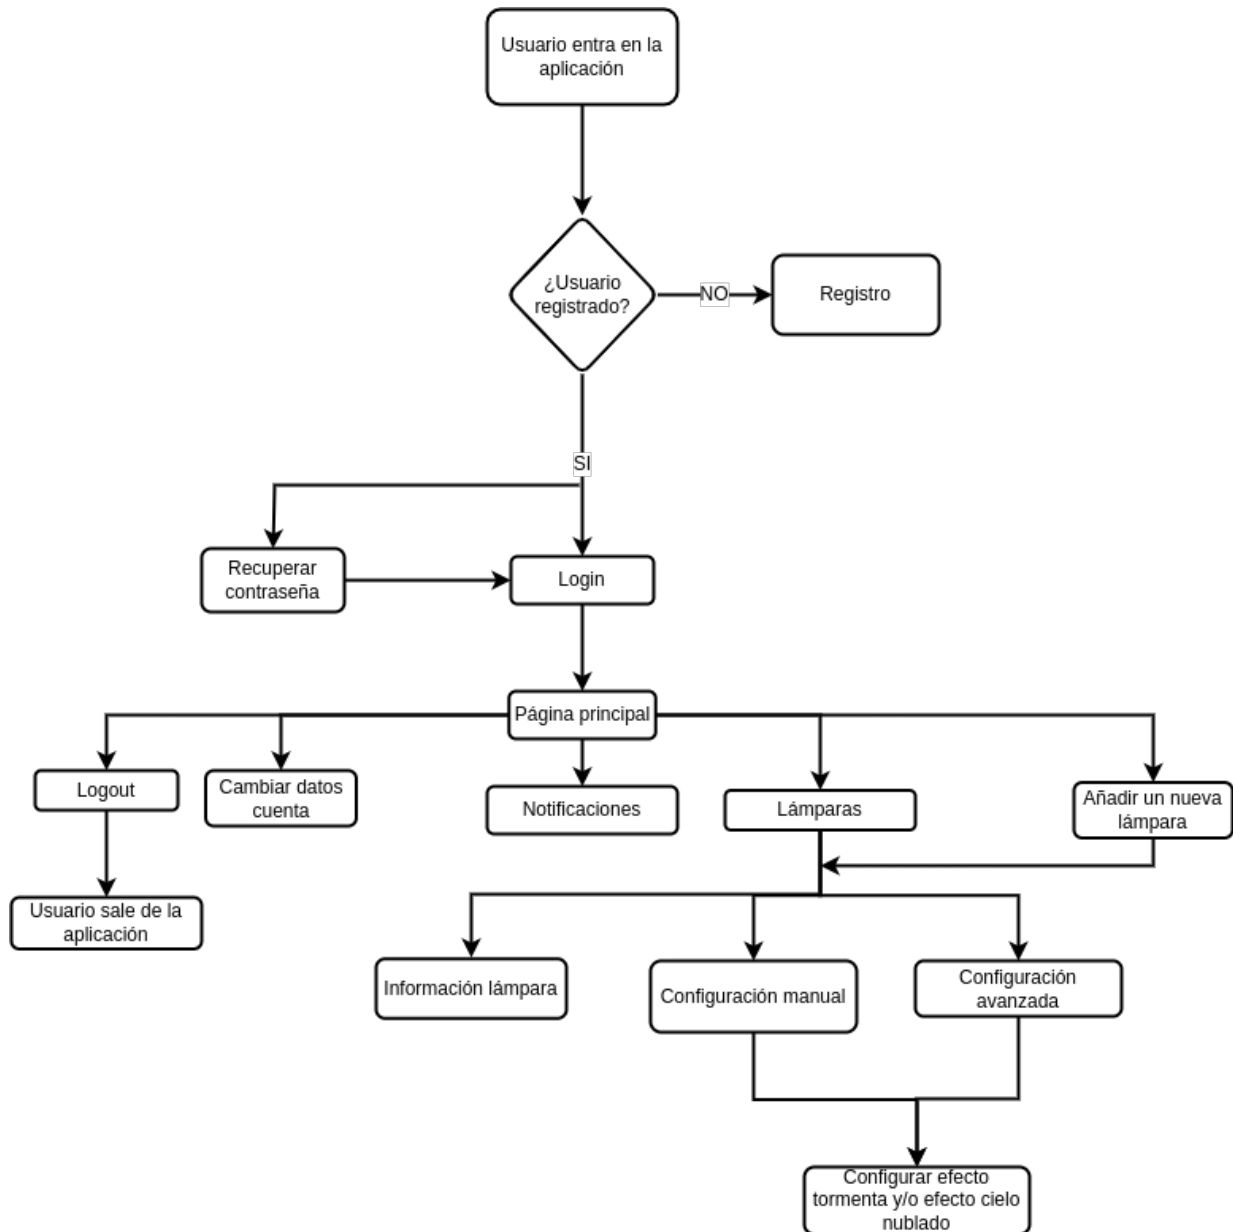 Usuario entra en la
aplicación
¿Usuario
registrado?
NO
Registro
SI
Recuperar
contraseña
Login
Página principal
Logout
Cambiar datos
cuenta
Notificaciones
Lámparas
Añadir un nueva
lámpara
Usuario sale de la
aplicación
Información lámpara
Configuración manual
Configuración
avanzada
Configurar efecto
tormenta y/o efecto cielo
nublado